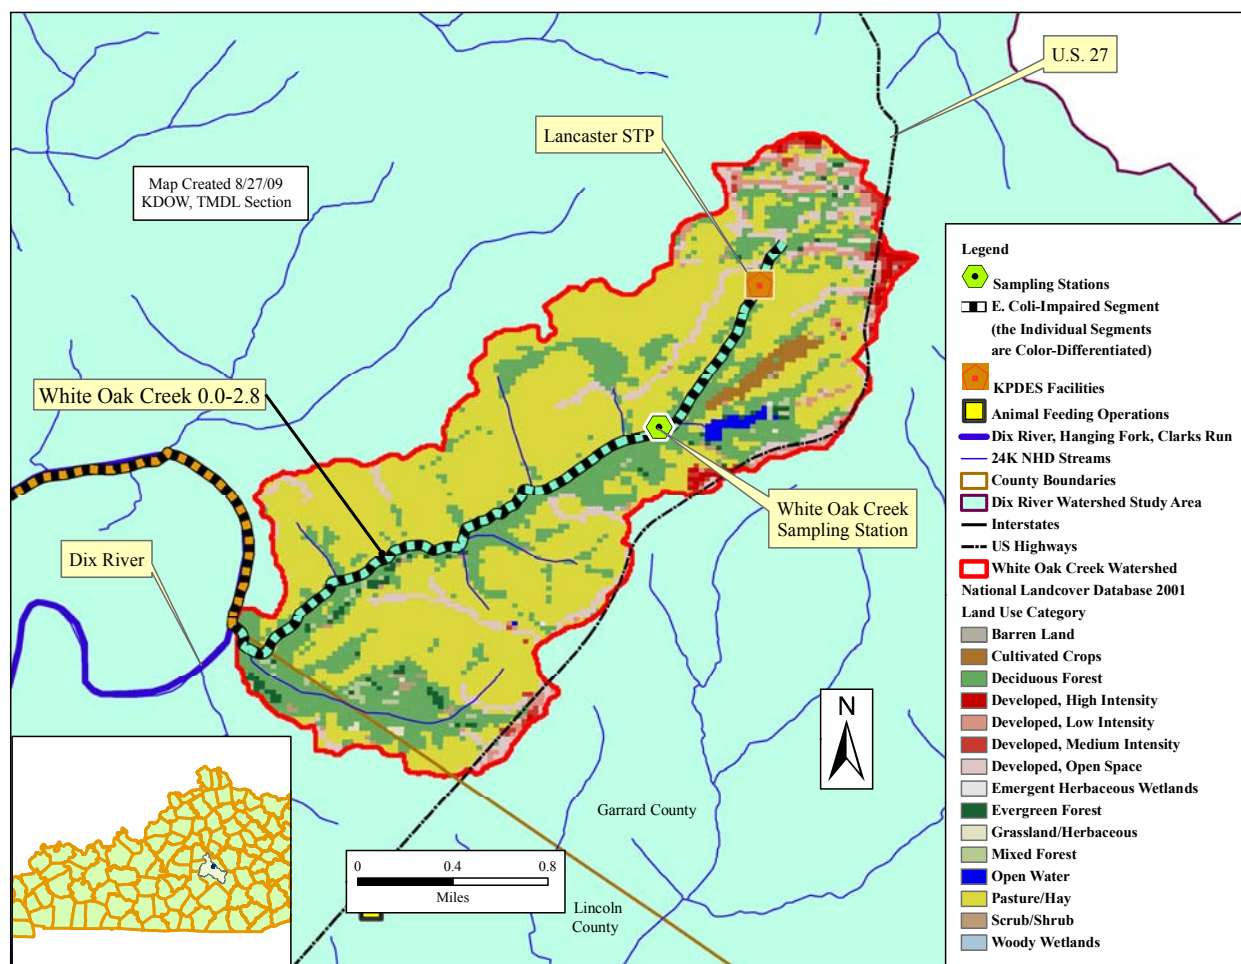 U.S. 27
Lancaster STP
Map Created 8/27/09
KDOW, TMDL Section
White Oak Creek 0.0-2.8
White Oak Creek
Sampling Station
Dix River
N
Garrard County
Lincoln
County
0 0.4 0.8
Miles
Legend
Sampling Stations
E. Coli-Impaired Segment
(the Individual Segments
are Color-Differentiated)
KPDES Facilities
Animal Feeding Operations
Dix River, Hanging Fork, Clarks Run
24K NHD Streams
County Boundaries
Dix River Watershed Study Area
Interstates
US Highways
White Oak Creek Watershed
National Landcover Database 2001
Land Use Category
Barren Land
Cultivated Crops
Deciduous Forest
Developed, High Intensity
Developed, Low Intensity
Developed, Medium Intensity
Developed, Open Space
Emergent Herbaceous Wetlands
Evergreen Forest
Grassland/Herbaceous
Mixed Forest
Open Water
Pasture/Hay
Scrub/Shrub
Woody Wetlands